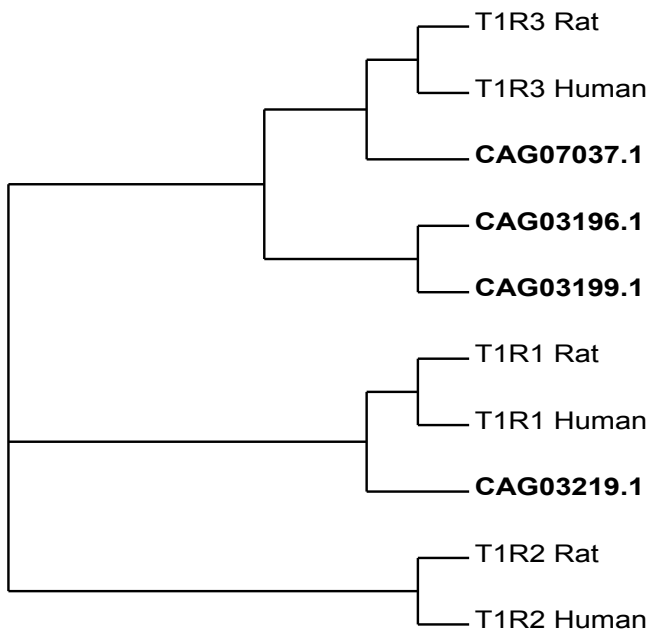 T1R3 Rat
T1R3 Human
CAG07037.1
CAG03196.1
CAG03199.1
T1R1 Rat
T1R1 Human
CAG03219.1
T1R2 Rat
T1R2 Human